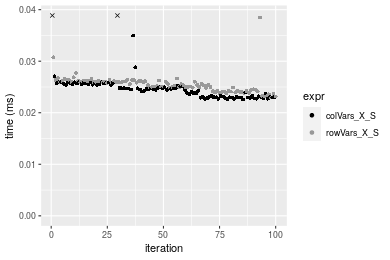 0.04
0.03
0.02
0.01
0.00
time (ms)
0
25
50
75
100
iteration
expr
colVars_X_S
rowVars_X_S